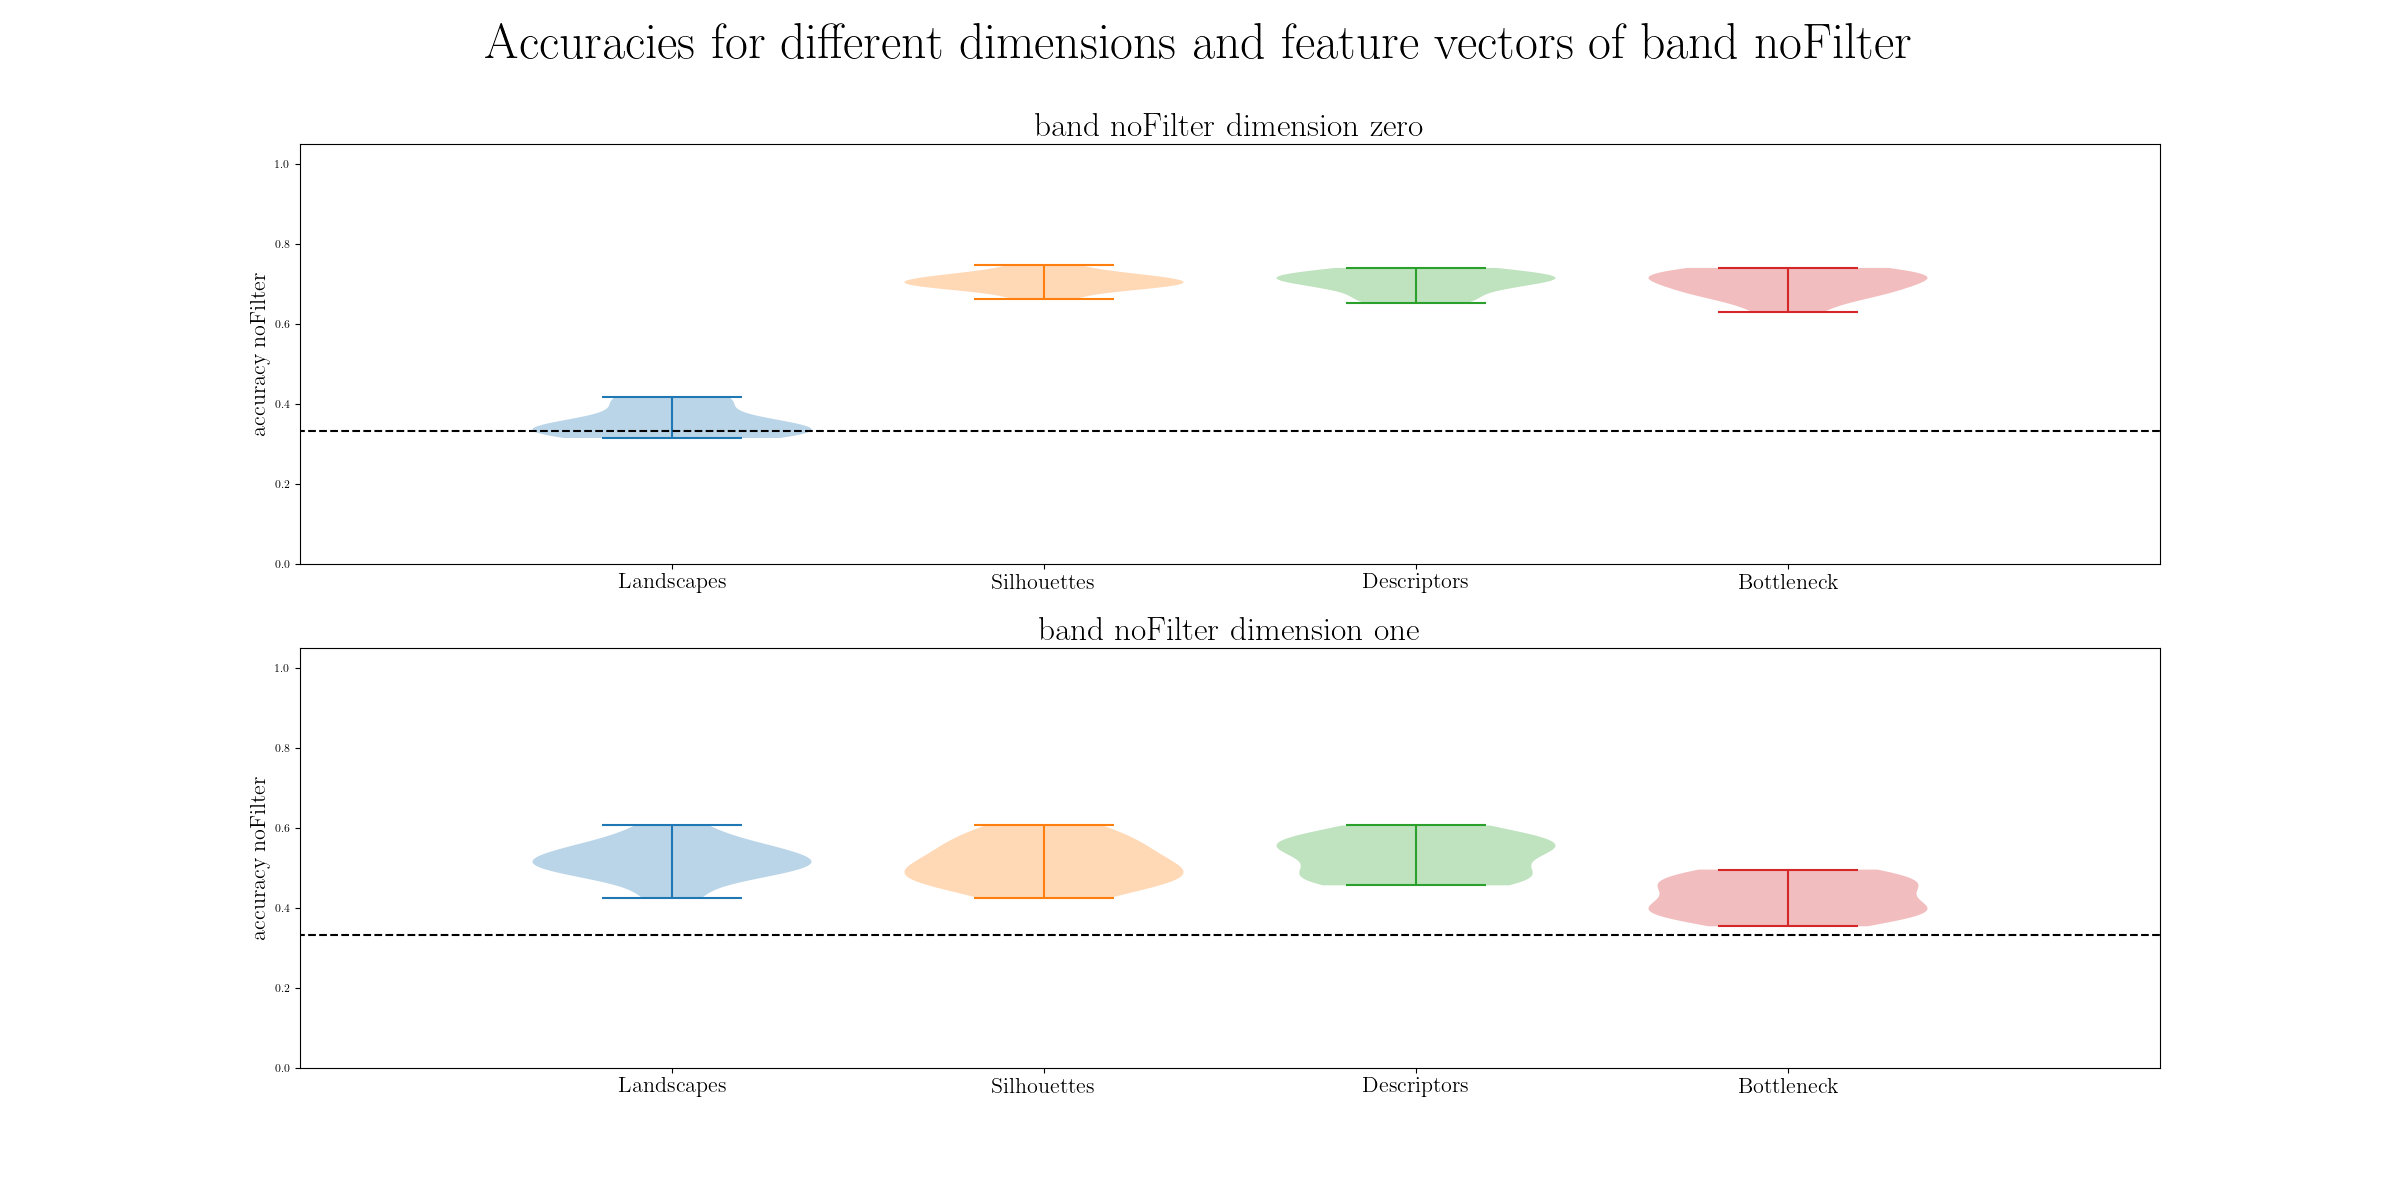 Accuracies for different dimensions and feature vectors of band noFilter
band noFilter dimension zero
accuracy noFilter
1.0
0.8
0.6
0.4
0.2
0.0
Landscapes
Silhouettes
Descriptors
Bottleneck
band noFilter dimension one
accuracy noFilter
1.0
0.8
0.6
0.4
0.2
0.0
Landscapes
Silhouettes
Descriptors
Bottleneck